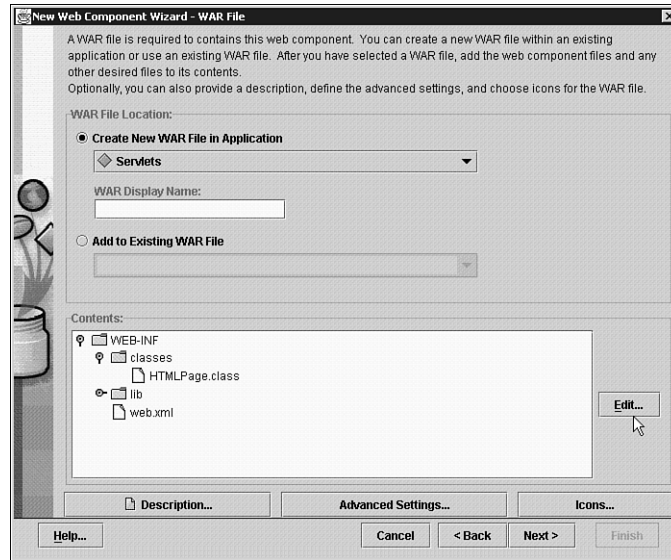 New Web Component Wizard - WAR File
A WAR file is required to contains this web component. You can create a new WAR file within an existing
application or use an existing WAR file. After you have selected a WAR file, add the web component files and any
other desired files to its contents.
Optionally, you can also provide a description, define the advanced settings, and choose icons for the WAR file.
WAR File Location:
Create New WAR File in Application
Servlets
WAR Display Name:
Add to Existing WAR File
Contents:
WEB-INF
classes
HTMLPage.class
lib
web.xml
Edit...
Description...
Advanced Settings...
Icons...
Help...
Cancel
< Back
Next >
Finish